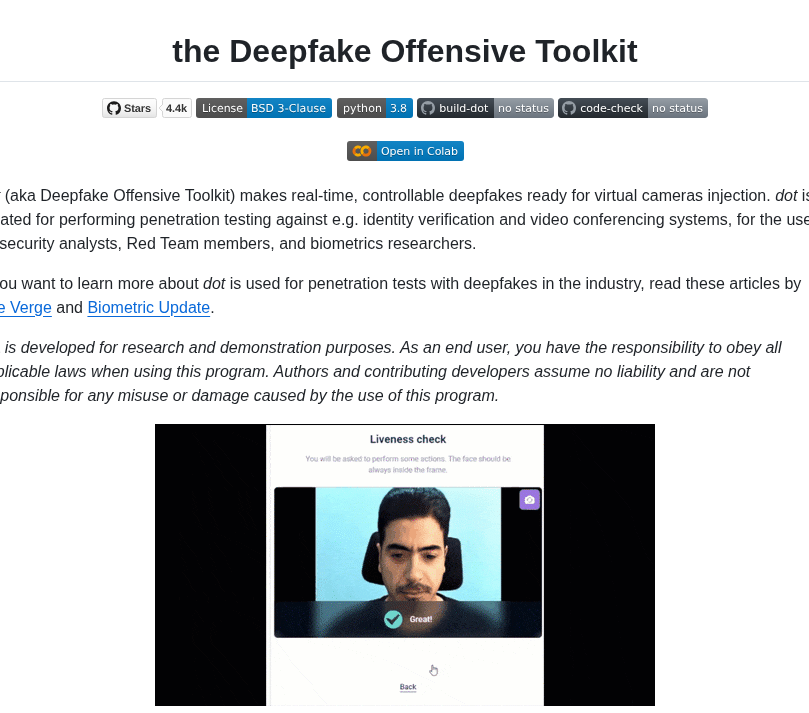 the Deepfake Offensive Toolkit
Stars 4.4k License BSD 3-Clause python 3.8 build-dot no status code-check no status
Open in Colab
(aka Deepfake Offensive Toolkit) makes real-time, controllable deepfakes ready for virtual cameras injection. dot is
ated for performing penetration testing against e.g. identity verification and video conferencing systems, for the use
security analysts, Red Team members, and biometrics researchers.
ou want to learn more about dot is used for penetration tests with deepfakes in the industry, read these articles by
e Verge and Biometric Update.
is developed for research and demonstration purposes. As an end user, you have the responsibility to obey all
plicable laws when using this program. Authors and contributing developers assume no liability and are not
ponsible for any misuse or damage caused by the use of this program.
Liveness check
You will be asked to perform some actions. The face should be
always inside the frame.
Great!
Back